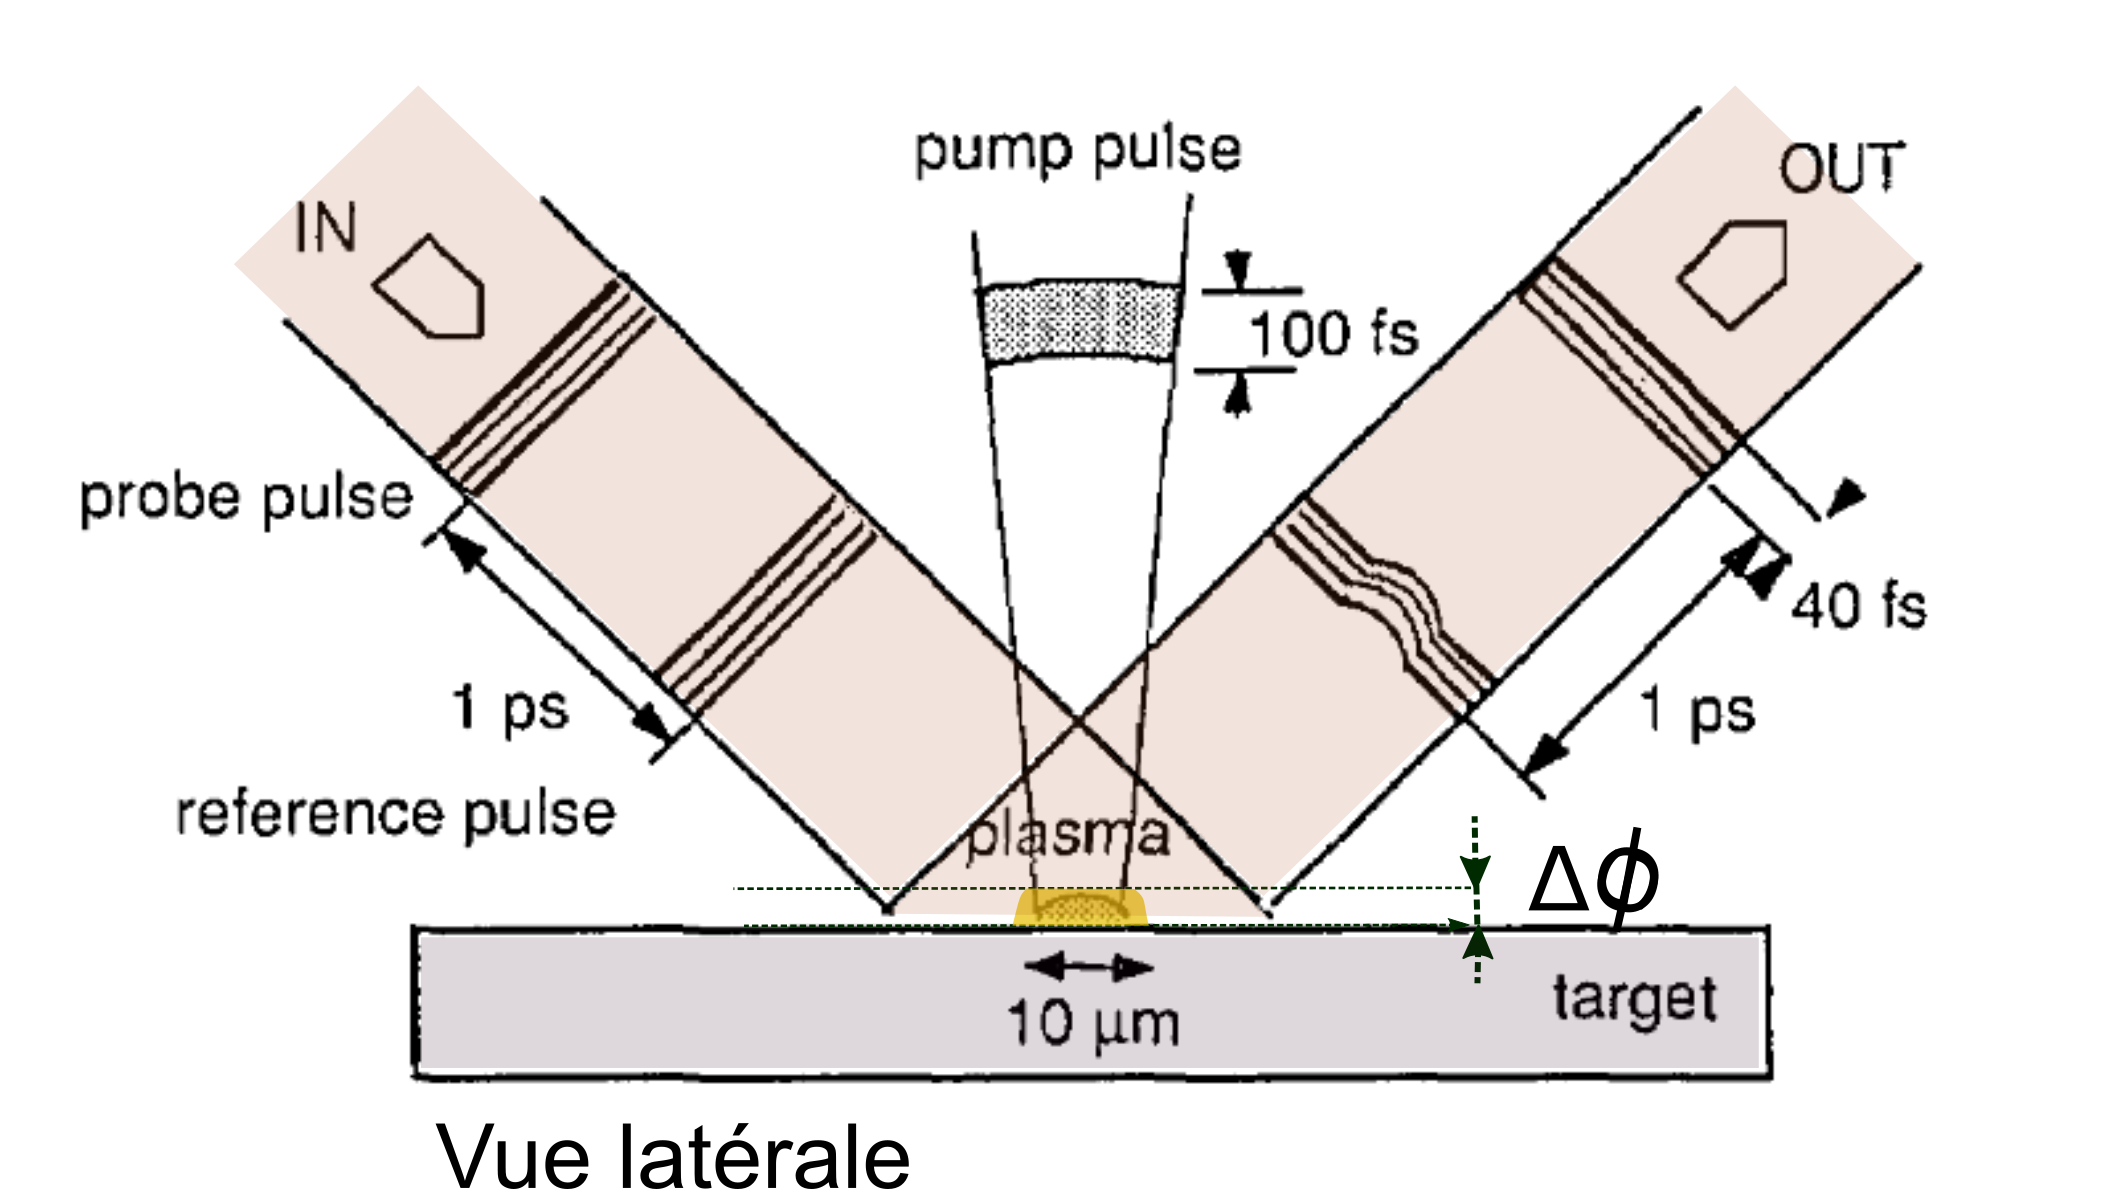 pump pulse
OUT
IN
100 fs
probe pulse
40 fs
1 ps
1 ps
reference pulse
plasma
Δϕ
target
10 µm
Vue latérale